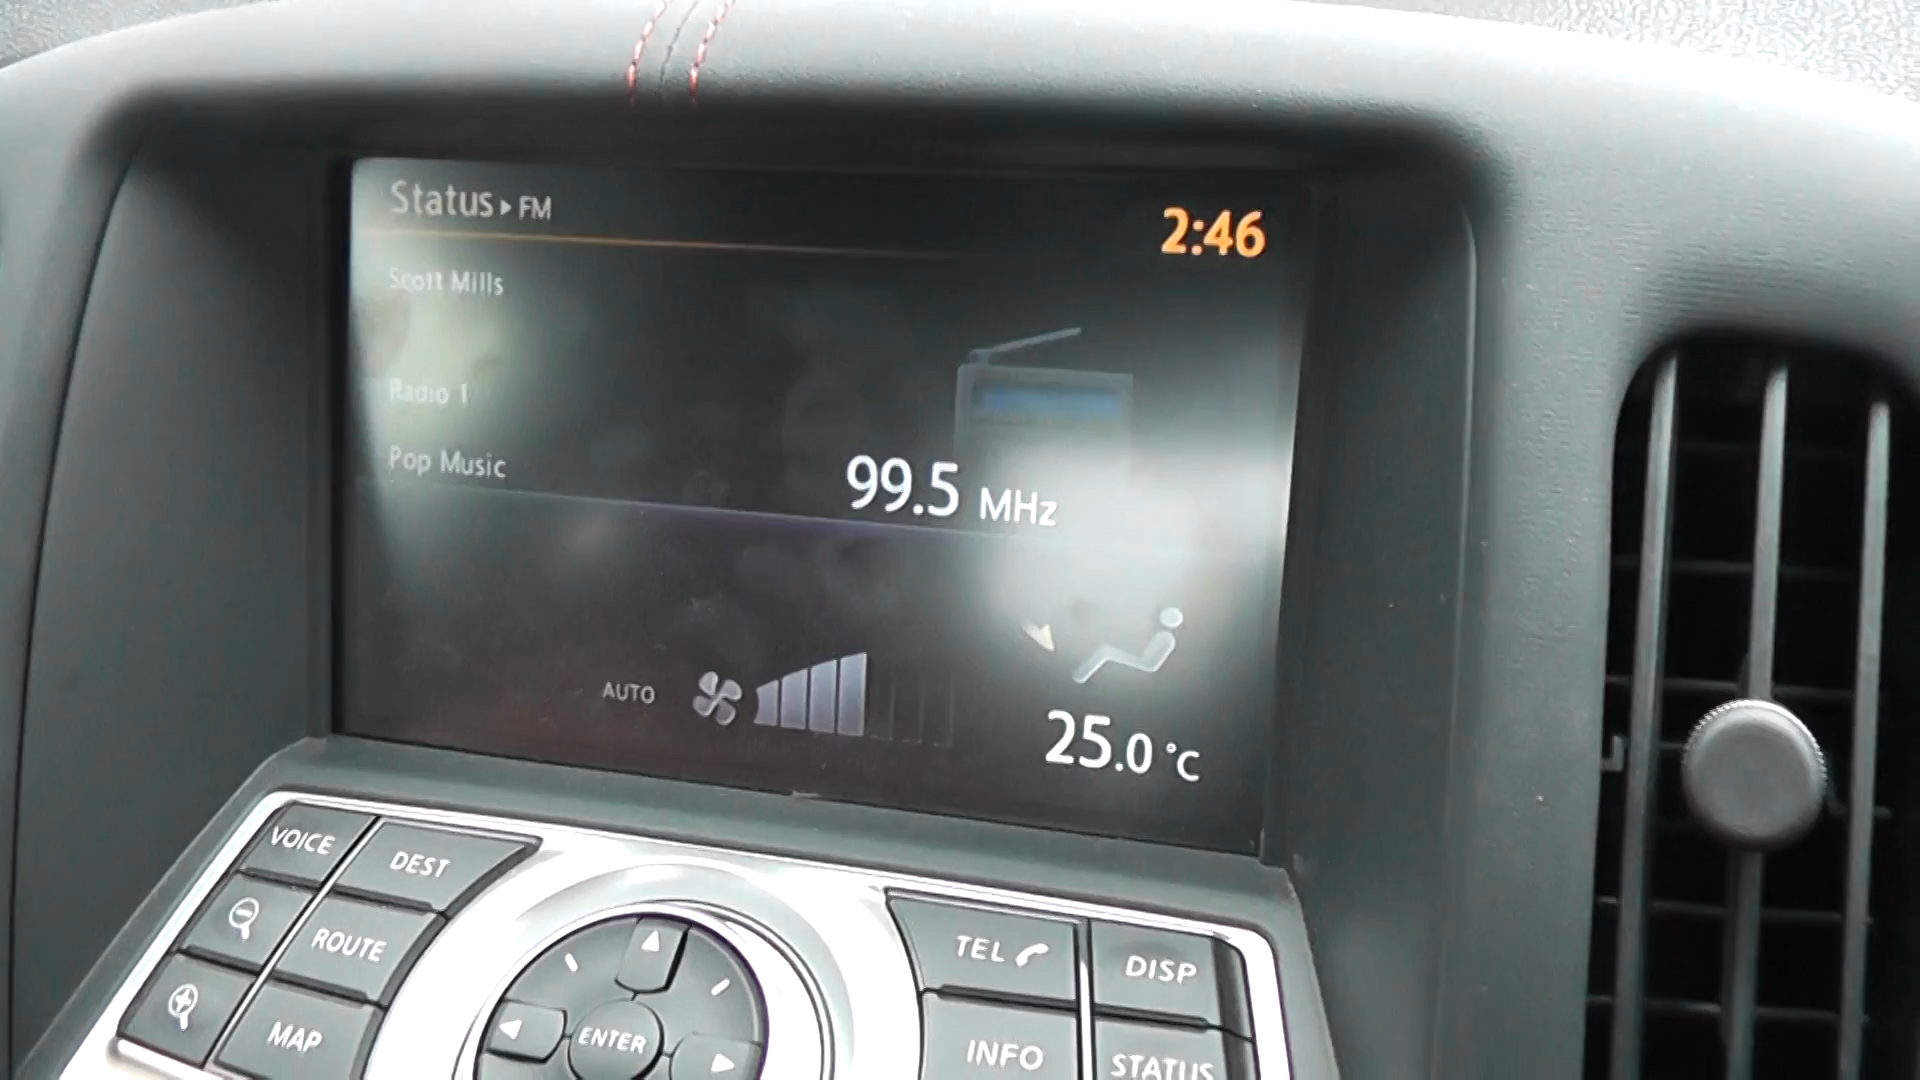 Status ▸ FM
2:46
Scott Mills
Radio 1
Pop Music
99.5 MHz
AUTO
25.0 °C
VOICE
DEST
ROUTE
MAP
ENTER
TEL
DISP
INFO
STATUS